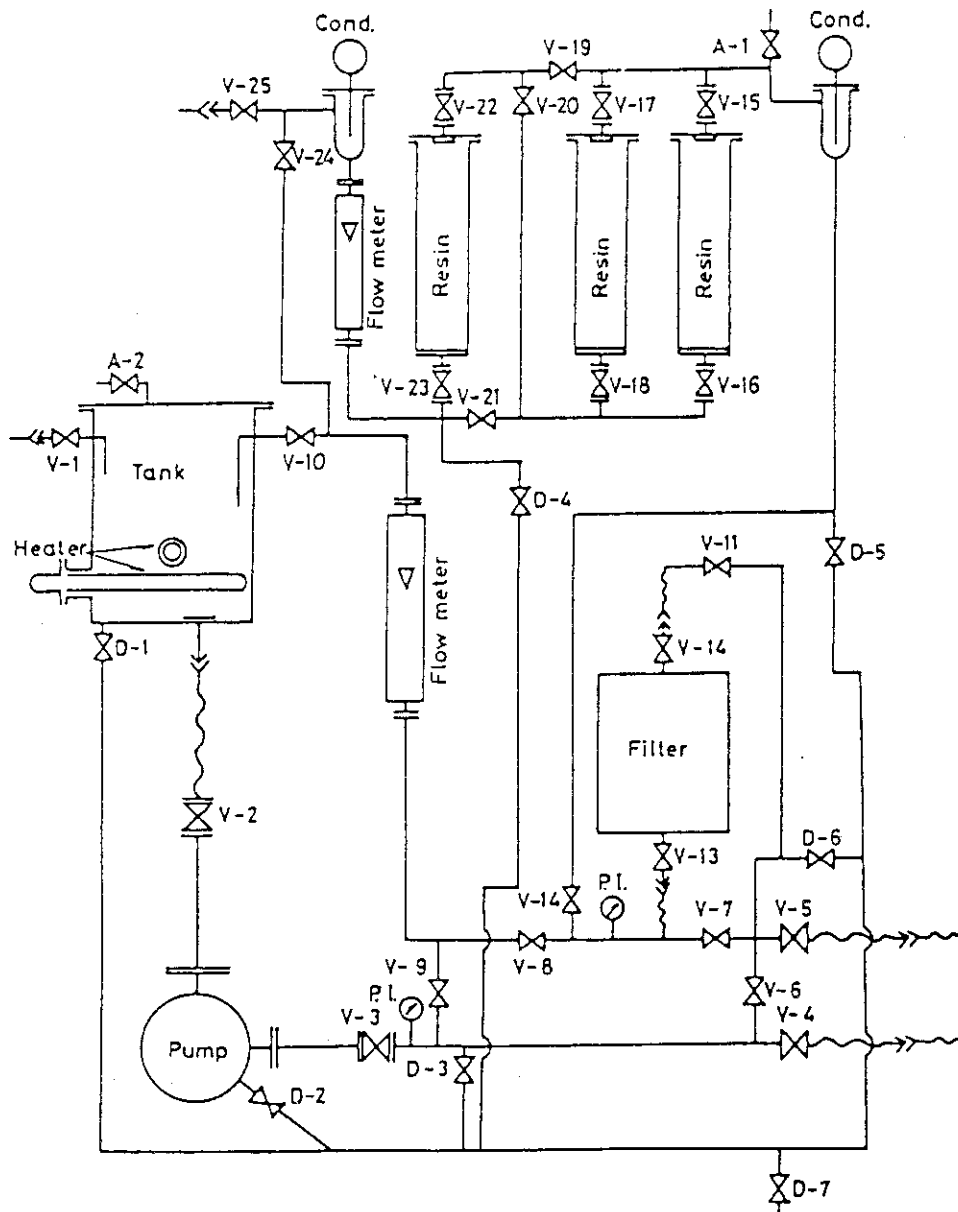 Cond.
Cond.
A-1
V-19
V-25
V-22
V-20
V-17
V-15
V-24
Flow meter
Resin
Resin
Resin
A-2
V-23
V-21
V-18
V-16
V-1
V-10
Tank
D-4
Heater
V-11
D-5
D-1
V-14
Flow meter
Filter
V-2
D-6
V-13
P.I.
V-14
V-7
V-5
V-9
V-8
V-6
P.I.
V-3
V-4
Pump
D-3
D-2
D-7